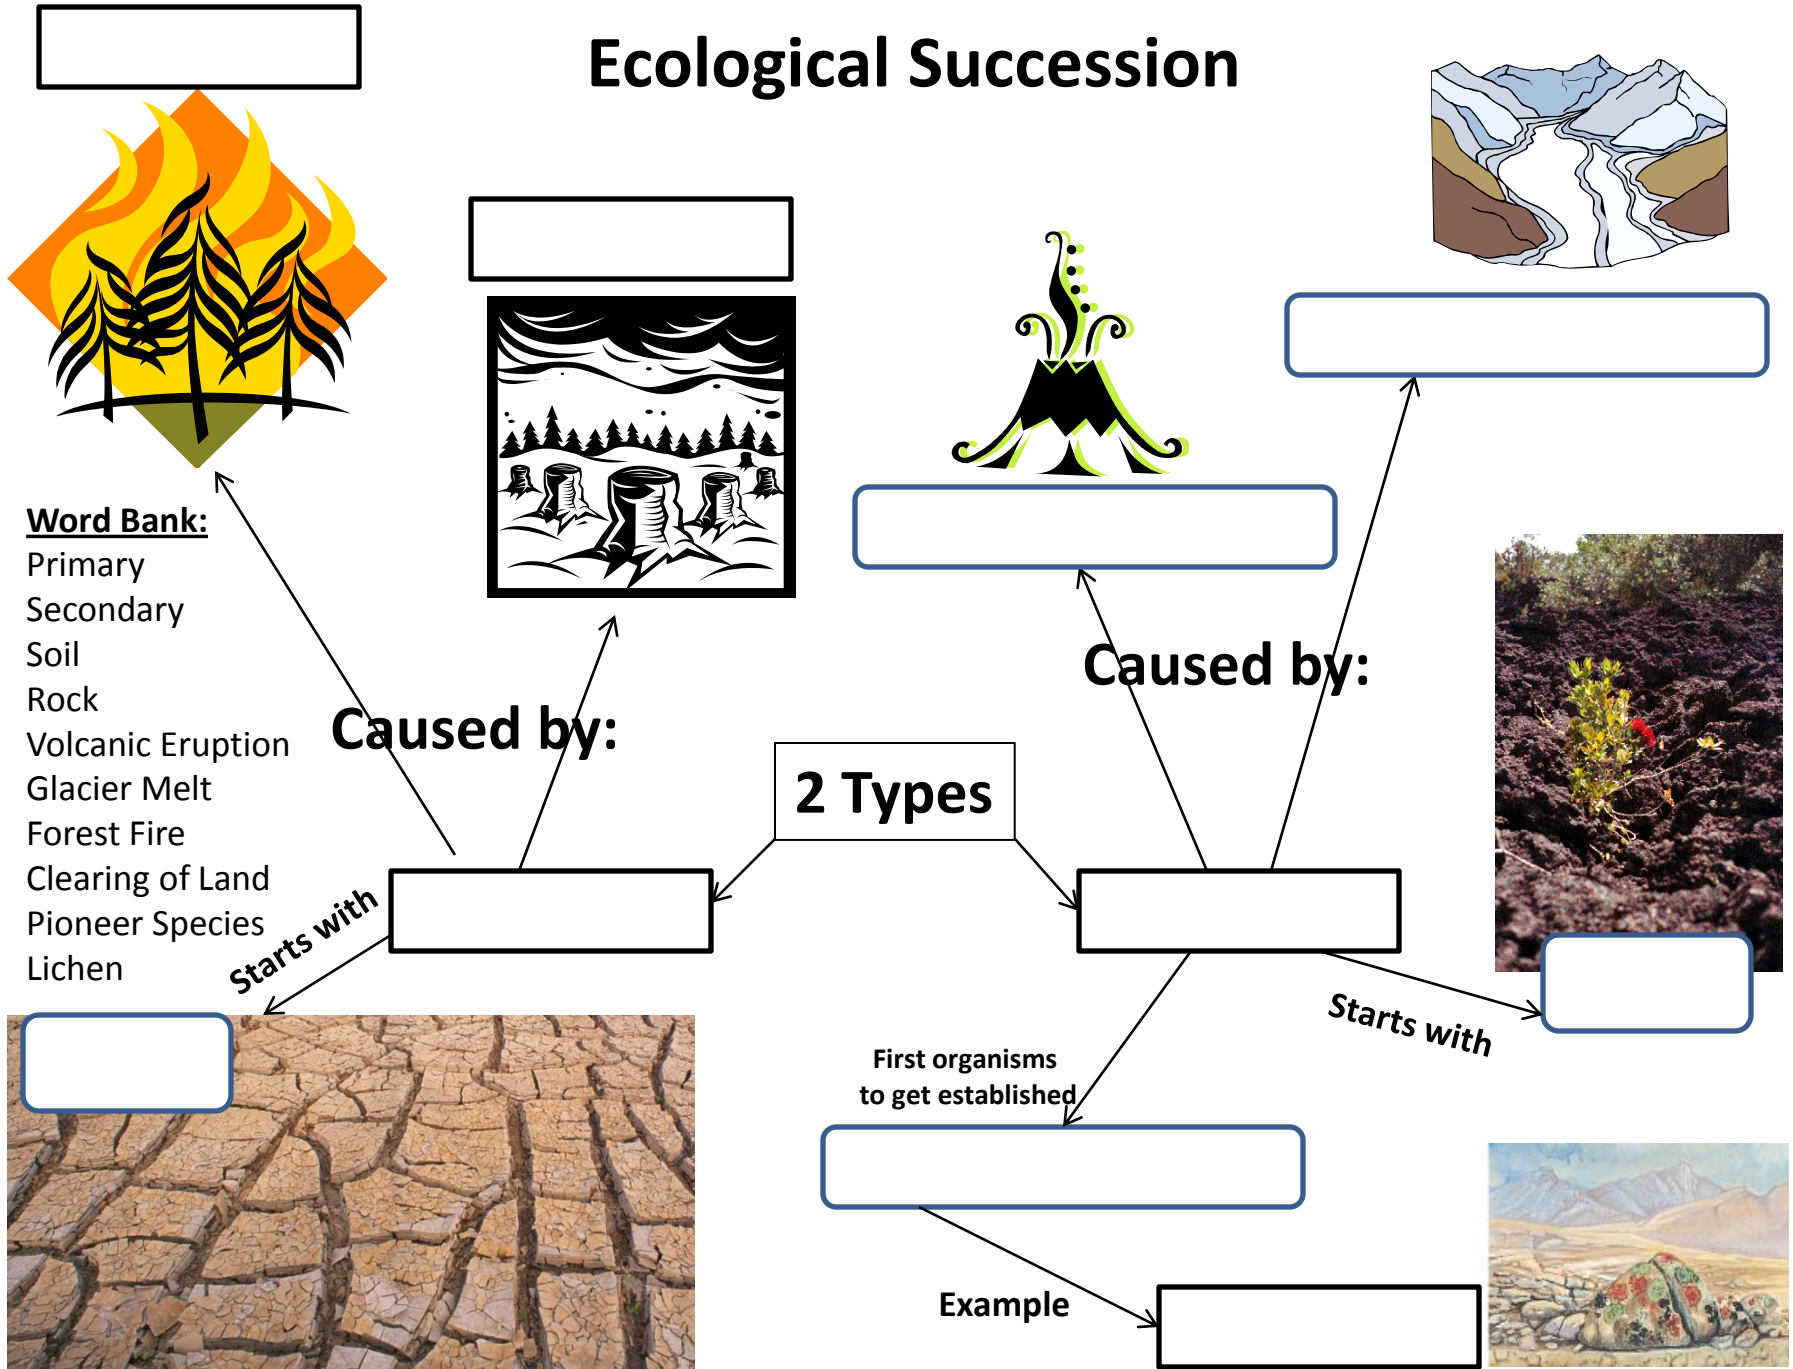 Ecological Succession
Word Bank:
Primary
Secondary
Soil
Rock
Volcanic Eruption
Glacier Melt
Forest Fire
Clearing of Land
Pioneer Species
Lichen
Caused by:
Caused by:
2 Types
Starts with
Starts with
First organisms
to get established
Example